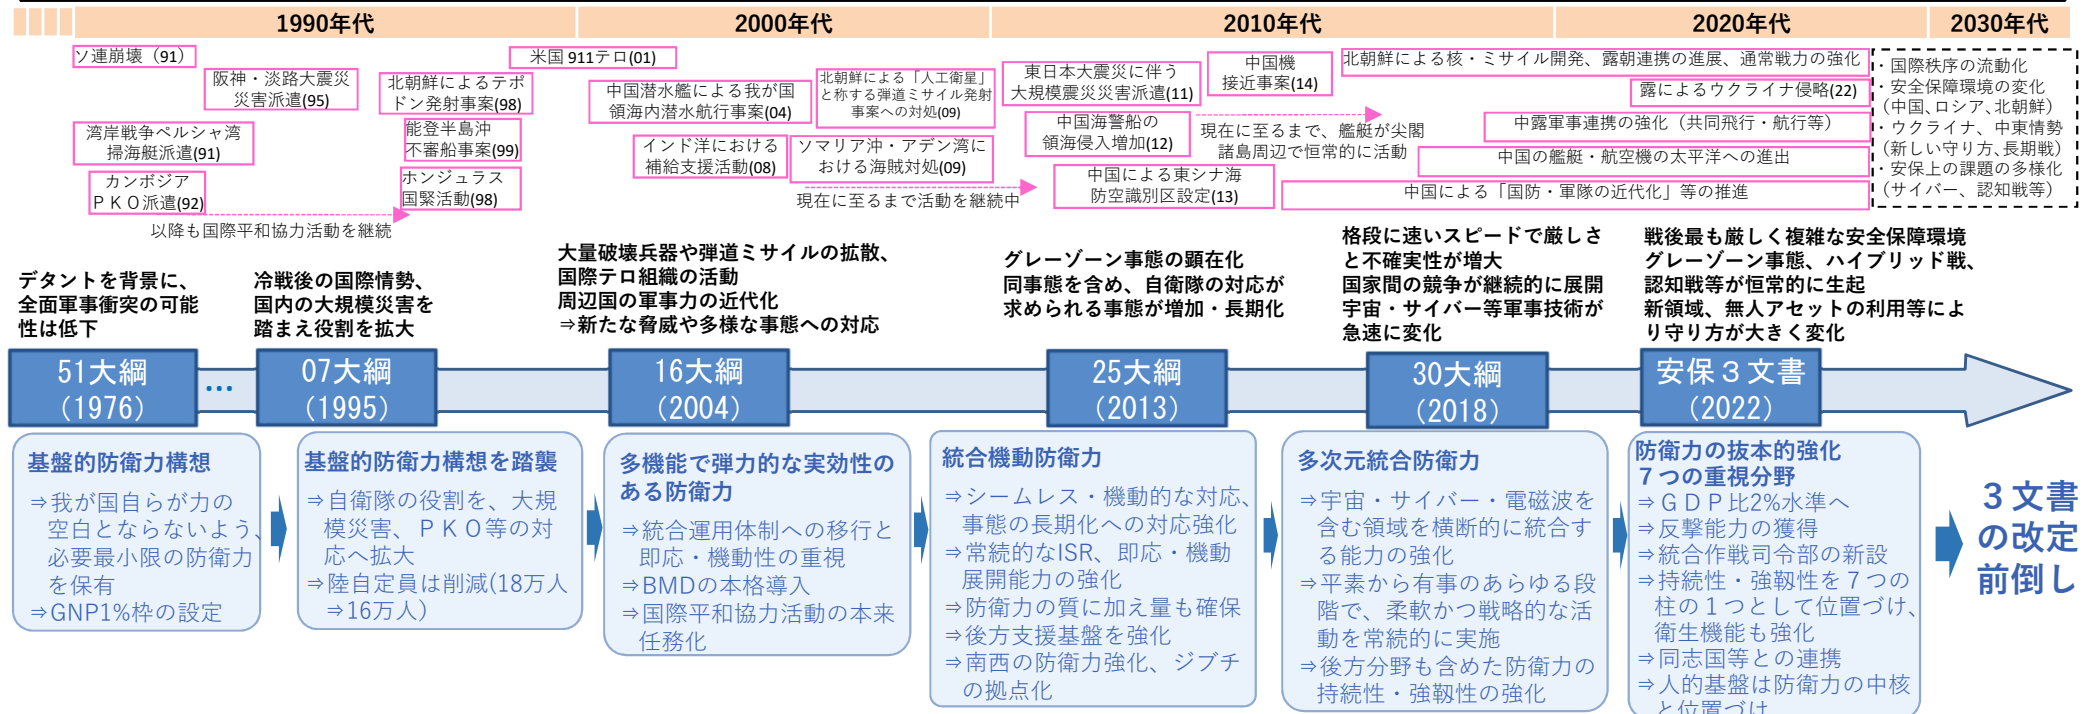 1990年代
2000年代
2010年代
2020年代
2030年代
ソ連崩壊（91）
阪神・淡路大震災
災害派遣(95)
湾岸戦争ペルシャ湾
掃海艇派遣(91)
カンボジア
ＰＫＯ派遣(92)
以降も国際平和協力活動を継続
北朝鮮によるテポ
ドン発射事案(98)
能登半島沖
不審船事案(99)
ホンジュラス
国緊活動(98)
米国 911テロ(01)
中国潜水艦による我が国
領海内潜水航行事案(04)
インド洋における
補給支援活動(08)
北朝鮮による「人工衛星」
と称する弾道ミサイル発射
事案への対処(09)
ソマリア沖・アデン湾に
おける海賊対処(09)
現在に至るまで活動を継続中
東日本大震災に伴う
大規模震災災害派遣(11)
中国海警船の
領海侵入増加(12)
中国による東シナ海
防空識別区設定(13)
中国機
接近事案(14)
現在に至るまで、艦艇が尖閣
諸島周辺で恒常的に活動
北朝鮮による核・ミサイル開発、露朝連携の進展、通常戦力の強化
露によるウクライナ侵略(22)
中露軍事連携の強化（共同飛行・航行等）
中国の艦艇・航空機の太平洋への進出
中国による「国防・軍隊の近代化」等の推進
・国際秩序の流動化
・安全保障環境の変化
（中国、ロシア、北朝鮮）
・ウクライナ、中東情勢
（新しい守り方、長期戦）
・安保上の課題の多様化
（サイバー、認知戦等）
デタントを背景に、
全面軍事衝突の可能
性は低下
冷戦後の国際情勢、
国内の大規模災害を
踏まえ役割を拡大
大量破壊兵器や弾道ミサイルの拡散、
国際テロ組織の活動
周辺国の軍事力の近代化
⇒新たな脅威や多様な事態への対応
グレーゾーン事態の顕在化
同事態を含め、自衛隊の対応が
求められる事態が増加・長期化
格段に速いスピードで厳しさ
と不確実性が増大
国家間の競争が継続的に展開
宇宙・サイバー等軍事技術が
急速に変化
戦後最も厳しく複雑な安全保障環境
グレーゾーン事態、ハイブリッド戦、
認知戦等が恒常的に生起
新領域、無人アセットの利用等によ
り守り方が大きく変化
51大綱
（1976）
…
07大綱
（1995）
16大綱
（2004）
25大綱
（2013）
30大綱
（2018）
安保３文書
（2022）
基盤的防衛力構想
⇒我が国自らが力の
空白とならないよう、
必要最小限の防衛力
を保有
⇒GNP1%枠の設定
基盤的防衛力構想を踏襲
⇒自衛隊の役割を、大規
模災害、ＰＫＯ等の対
応へ拡大
⇒陸自定員は削減(18万人
⇒16万人）
多機能で弾力的な実効性の
ある防衛力
⇒統合運用体制への移行と
即応・機動性の重視
⇒BMDの本格導入
⇒国際平和協力活動の本来
任務化
統合機動防衛力
⇒シームレス・機動的な対応、
事態の長期化への対応強化
⇒常続的なISR、即応・機動
展開能力の強化
⇒防衛力の質に加え量も確保
⇒後方支援基盤を強化
⇒南西の防衛力強化、ジブチ
の拠点化
多次元統合防衛力
⇒宇宙・サイバー・電磁波を
含む領域を横断的に統合す
る能力の強化
⇒平素から有事のあらゆる段
階で、柔軟かつ戦略的な活
動を常続的に実施
⇒後方分野も含めた防衛力の
持続性・強靱性の強化
防衛力の抜本的強化
７つの重視分野
⇒ＧＤＰ比2%水準へ
⇒反撃能力の獲得
⇒統合作戦司令部の新設
⇒持続性・強靱性を７つの
柱の１つとして位置づけ、
衛生機能も強化
⇒同志国等との連携
⇒人的基盤は防衛力の中核
と位置づけ
３文書
の改定
前倒し